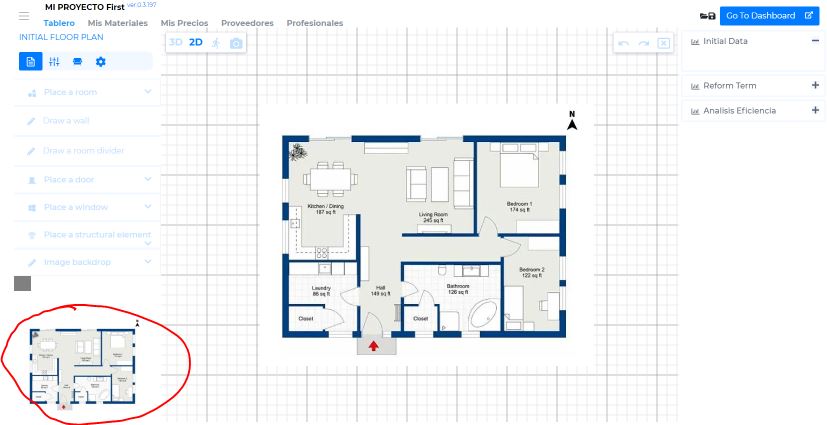 MI PROYECTO First ver.0.3.197
Tablero Mis Materiales Mis Precios Proveedores Profesionales
Go To Dashboard
INITIAL FLOOR PLAN
3D 2D
Place a room
Draw a wall
Draw a room divider
Place a door
Place a window
Place a structural element
Image backdrop
N
Kitchen / Dining
187 sq ft
Living Room
245 sq ft
Bedroom 1
174 sq ft
Bedroom 2
122 sq ft
Laundry
86 sq ft
Hall
149 sq ft
Bathroom
126 sq ft
Closet
Closet
Initial Data
Reform Term
Analisis Eficiencia